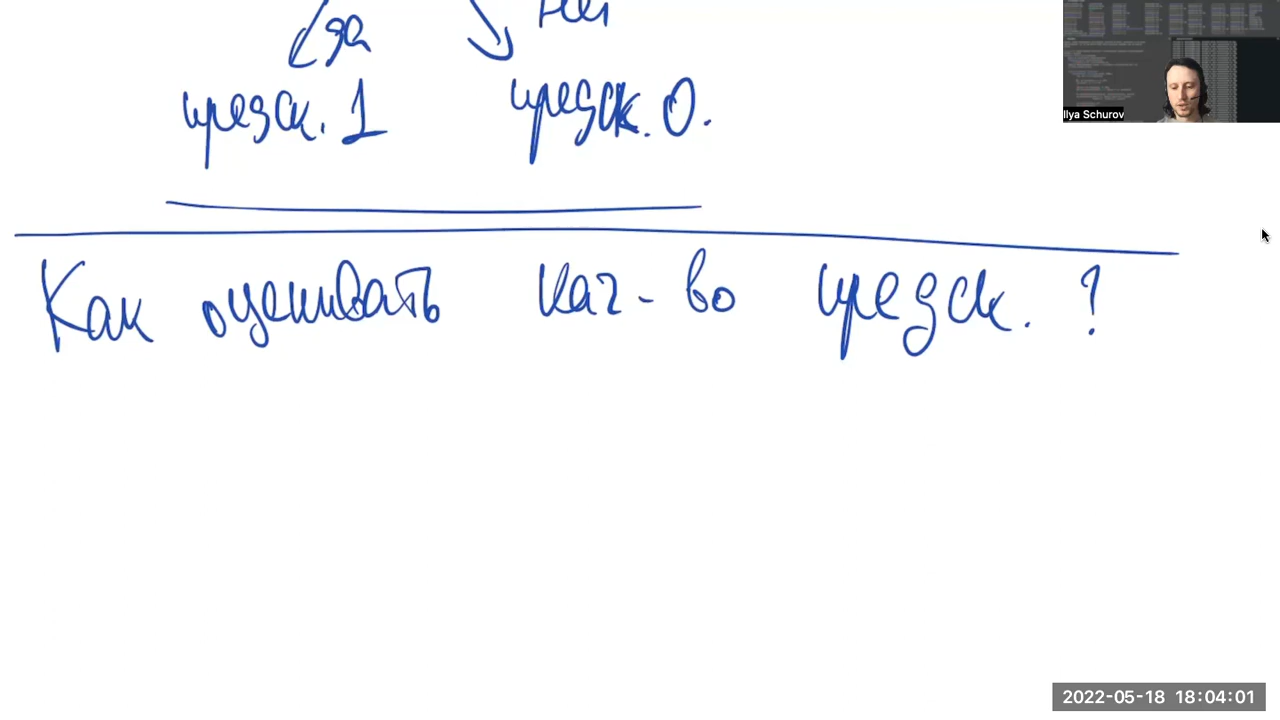 да нет
предск. 1 предск. 0.
Ilya Schurov
Как оценивать кач-во предск. ?
2022-05-18 18:04:01